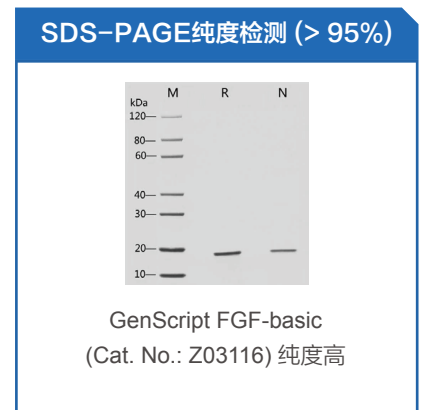 SDS-PAGE纯度检测 (> 95%)
M R N
kDa
120
80
60
40
30
20
10
GenScript FGF-basic
(Cat. No.: Z03116) 纯度高